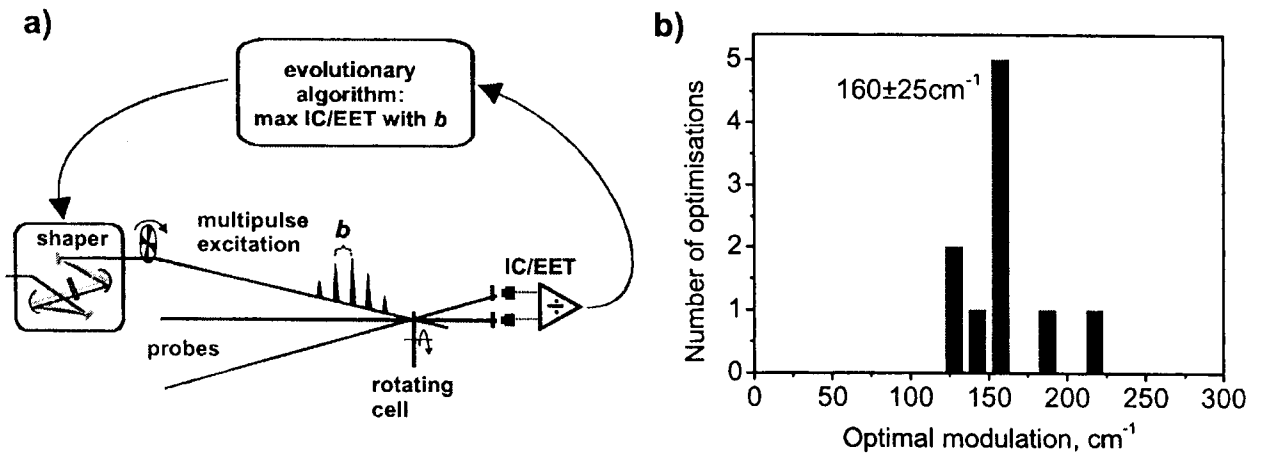 a)
evolutionary
algorithm:
max IC/EET with b
shaper
multipulse
excitation
b
IC/EET
÷
probes
rotating
cell
b)
160±25cm⁻¹
Number of optimisations
5
4
3
2
1
0
0 50 100 150 200 250 300
Optimal modulation, cm⁻¹